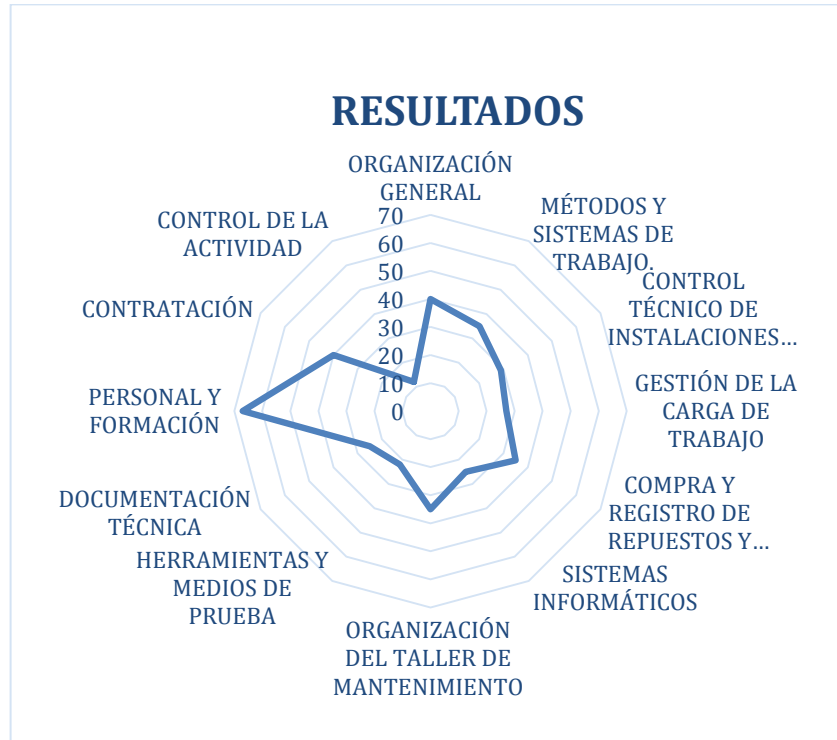 RESULTADOS
ORGANIZACIÓN
GENERAL
MÉTODOS Y
SISTEMAS DE
TRABAJO.
CONTROL
TÉCNICO DE
INSTALACIONES…
GESTIÓN DE LA
CARGA DE
TRABAJO
COMPRA Y
REGISTRO DE
REPUESTOS Y…
SISTEMAS
INFORMÁTICOS
ORGANIZACIÓN
DEL TALLER DE
MANTENIMIENTO
HERRAMIENTAS Y
MEDIOS DE
PRUEBA
DOCUMENTACIÓN
TÉCNICA
PERSONAL Y
FORMACIÓN
CONTRATACIÓN
CONTROL DE LA
ACTIVIDAD
70
60
50
40
30
20
10
0